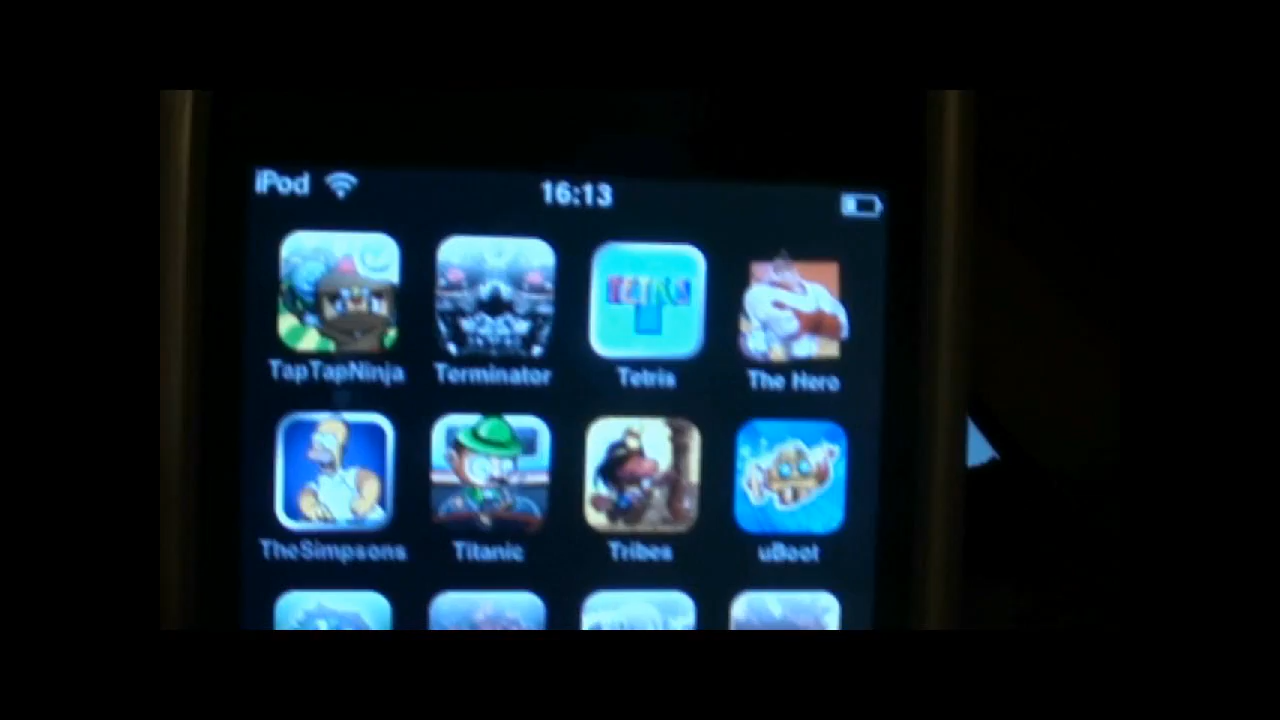 iPod 16:13
TapTapNinja Terminator Tetris The Hero
TheSimpsons Titanic Tribes uBoot